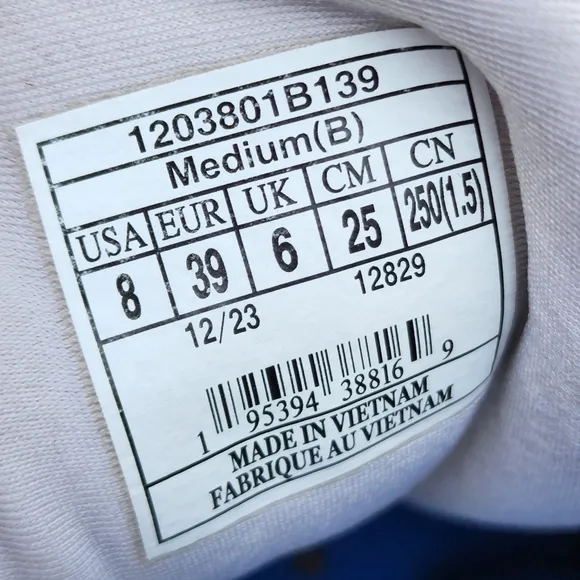 1203801B139
Medium(B)
USA EUR UK CM CN
8 39 6 25 250(1.5)
12/23 12829
1 95394 38816 9
MADE IN VIETNAM
FABRIQUE AU VIETNAM